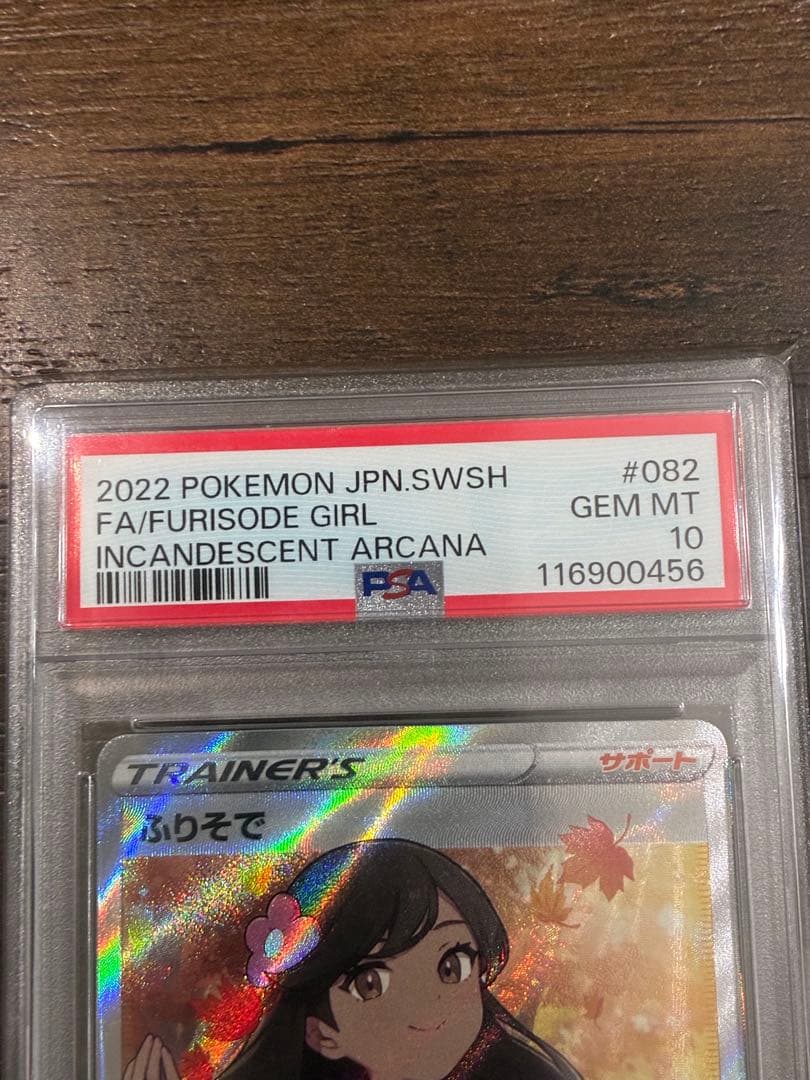 2022 POKEMON JPN.SWSH #082
FA/FURISODE GIRL GEM MT
INCANDESCENT ARCANA 10
PSA 116900456
TRAINER'S サポート
ふりそで